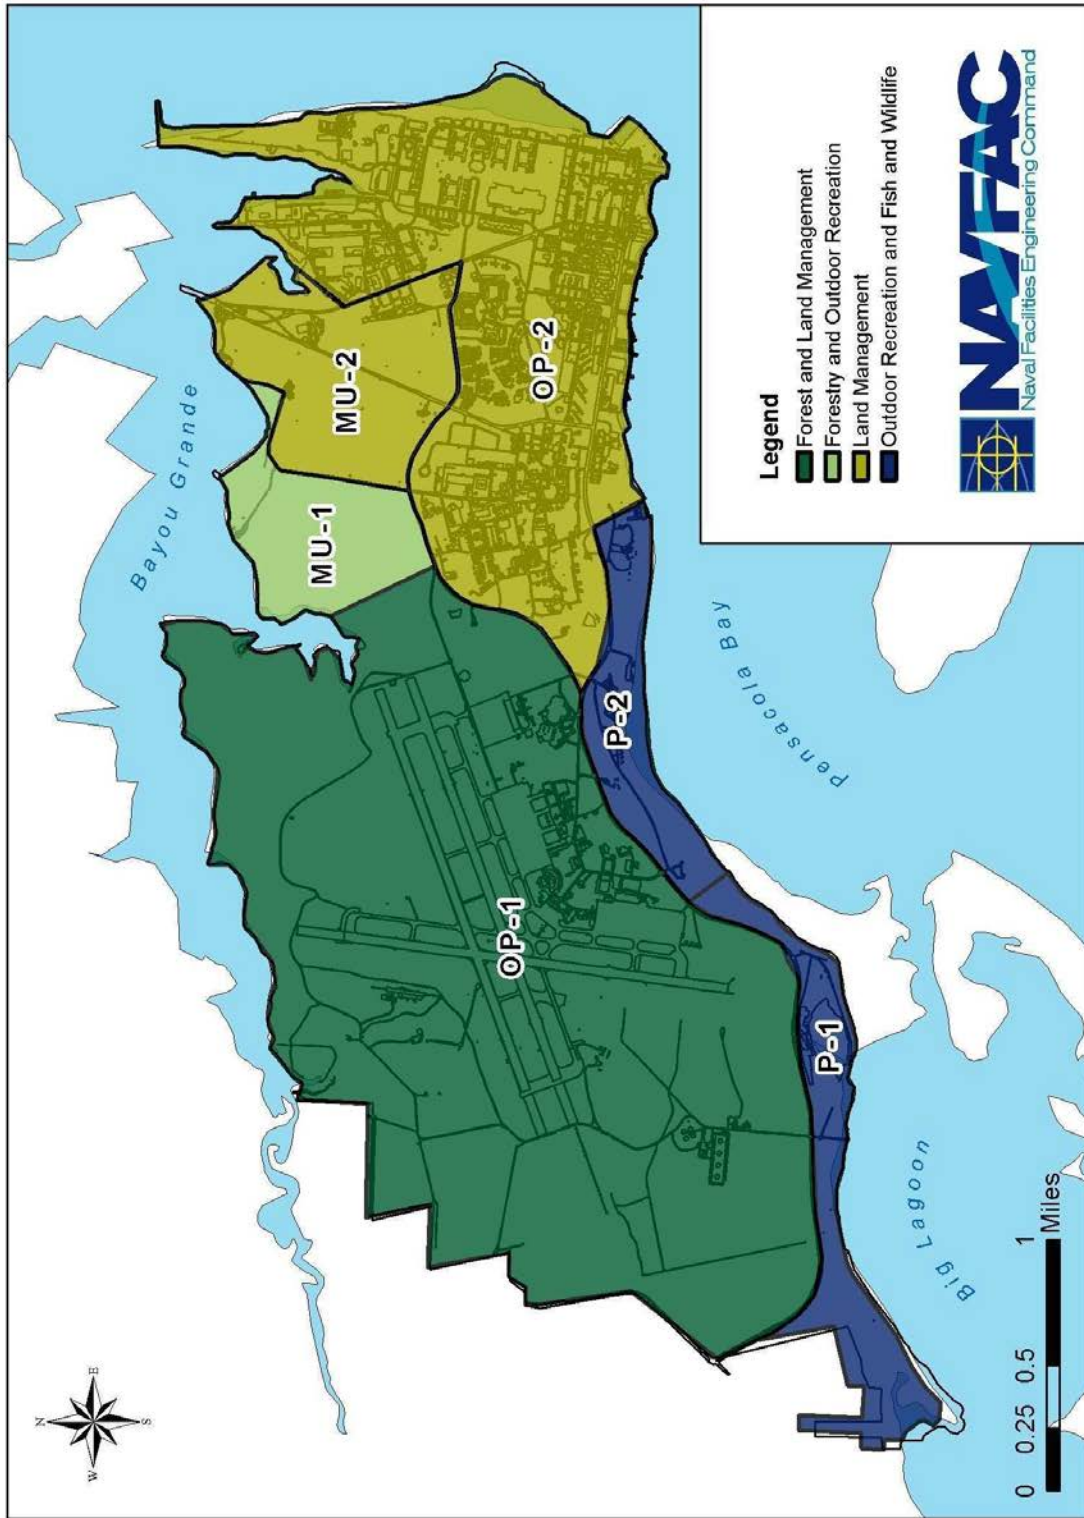 N
W
E
S
Bayou Grande
MU-1
MU-2
OP-1
OP-2
P-2
P-1
Pensacola Bay
Big Lagoon
0 0.25 0.5 1
Miles
Legend
Forest and Land Management
Forestry and Outdoor Recreation
Land Management
Outdoor Recreation and Fish and Wildlife
NAVFAC
Naval Facilities Engineering Command